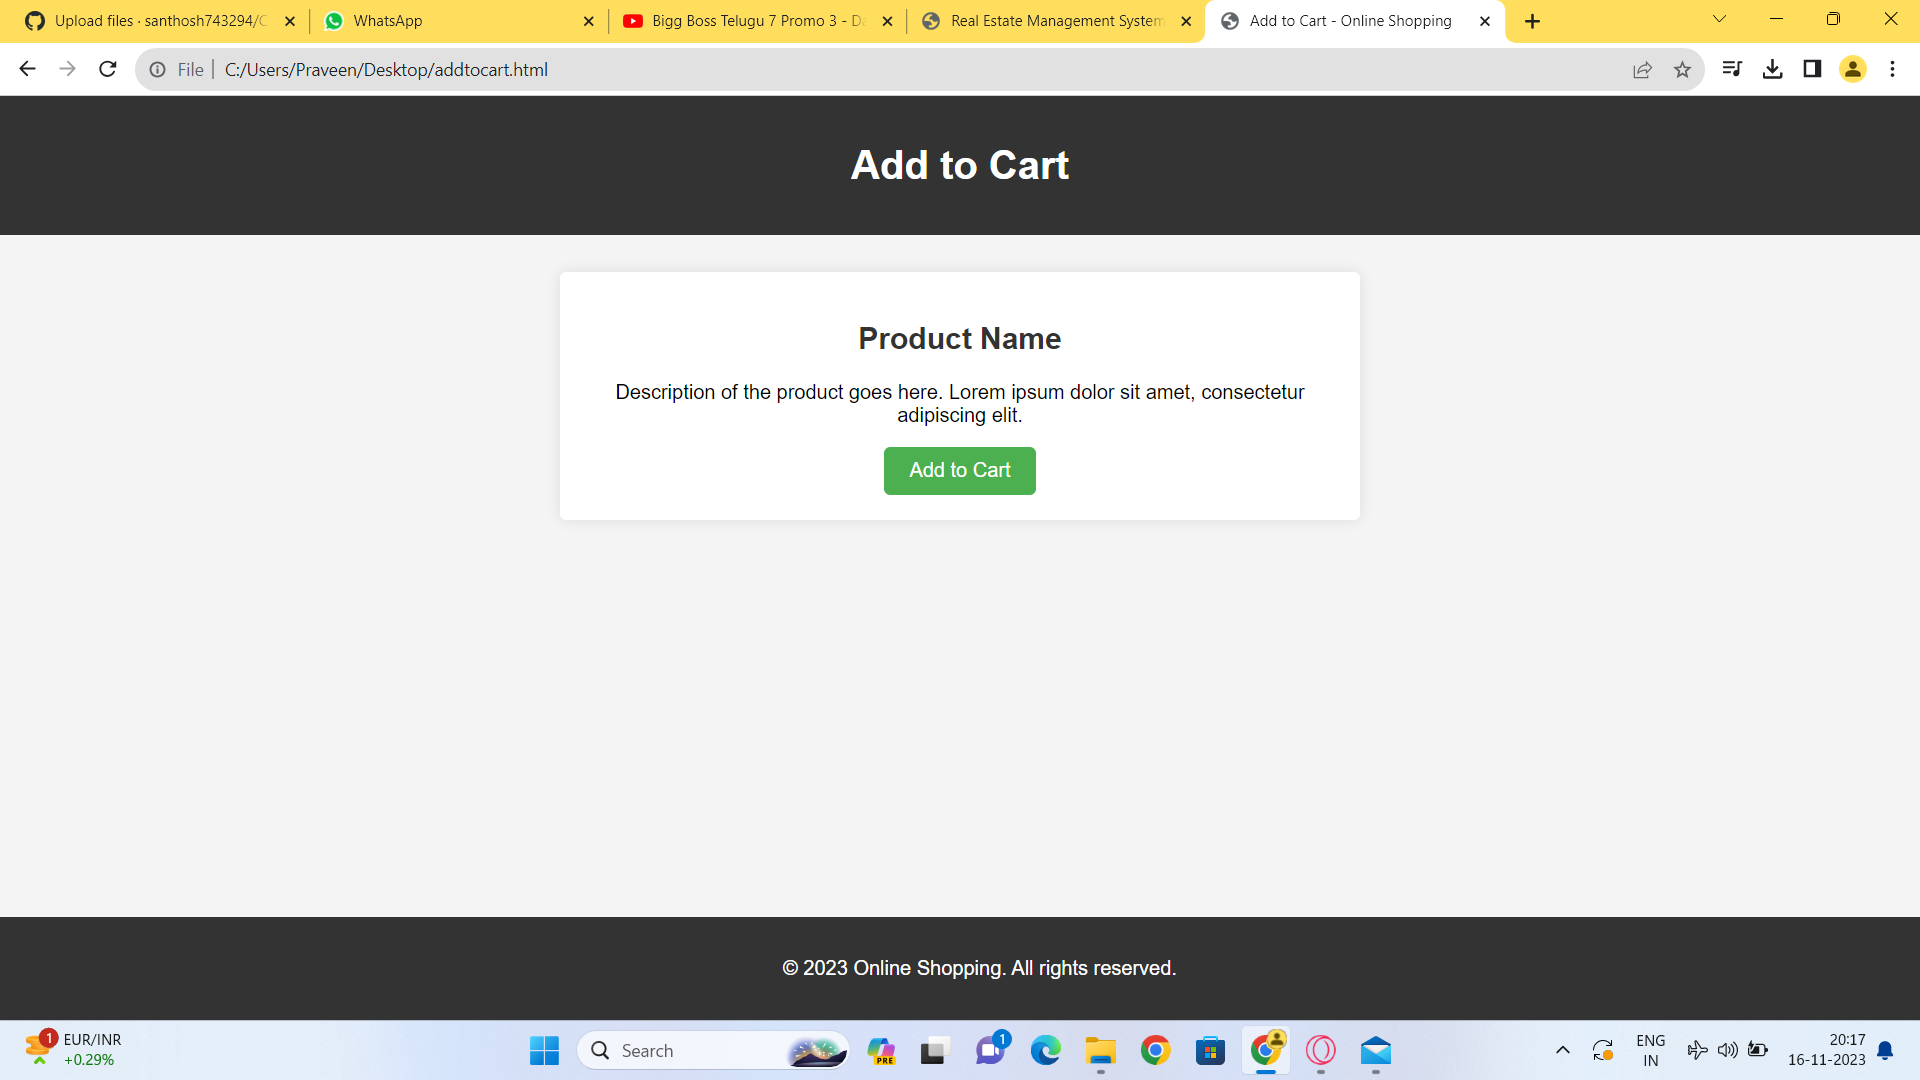 Upload files · santhosh743294/C
WhatsApp
Bigg Boss Telugu 7 Promo 3 - Da
Real Estate Management System
Add to Cart - Online Shopping
File
C:/Users/Praveen/Desktop/addtocart.html
Add to Cart
Product Name
Description of the product goes here. Lorem ipsum dolor sit amet, consectetur
adipiscing elit.
Add to Cart
© 2023 Online Shopping. All rights reserved.
1
EUR/INR
+0.29%
Search
PRE
1
ENG
IN
20:17
16-11-2023